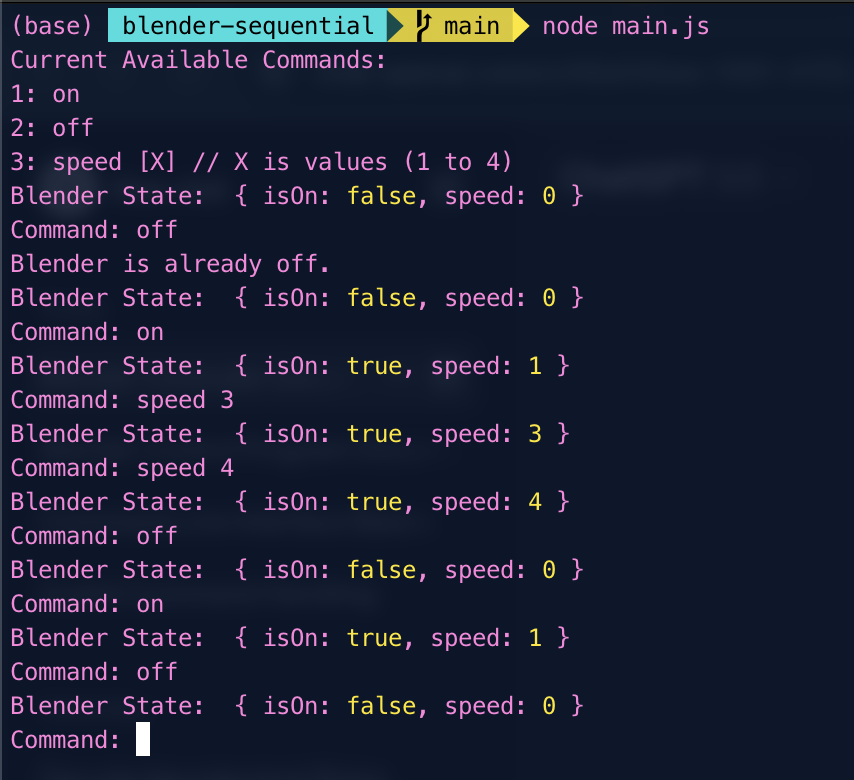 (base) blender-sequential main node main.js
Current Available Commands:
1: on
2: off
3: speed [X] // X is values (1 to 4)
Blender State:  { isOn: false, speed: 0 }
Command: off
Blender is already off.
Blender State:  { isOn: false, speed: 0 }
Command: on
Blender State:  { isOn: true, speed: 1 }
Command: speed 3
Blender State:  { isOn: true, speed: 3 }
Command: speed 4
Blender State:  { isOn: true, speed: 4 }
Command: off
Blender State:  { isOn: false, speed: 0 }
Command: on
Blender State:  { isOn: true, speed: 1 }
Command: off
Blender State:  { isOn: false, speed: 0 }
Command: